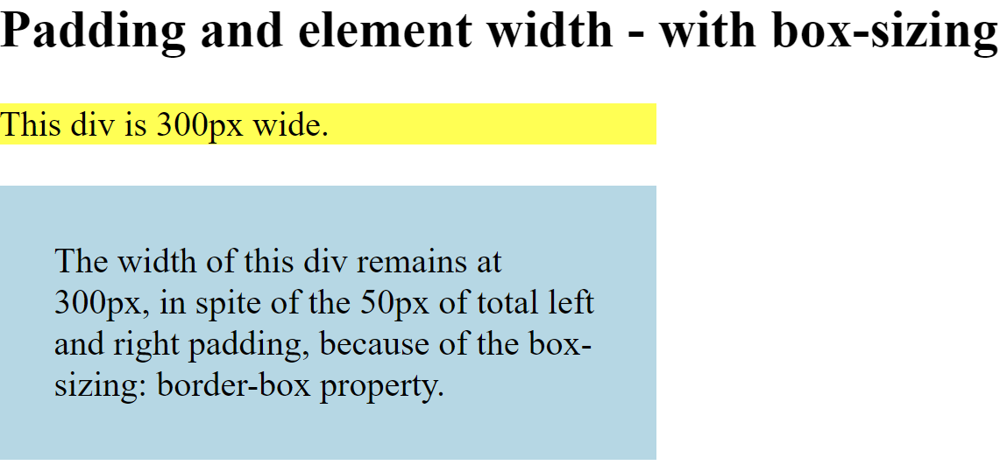 Padding and element width - with box-sizing
This div is 300px wide.
The width of this div remains at
300px, in spite of the 50px of total left
and right padding, because of the box-
sizing: border-box property.